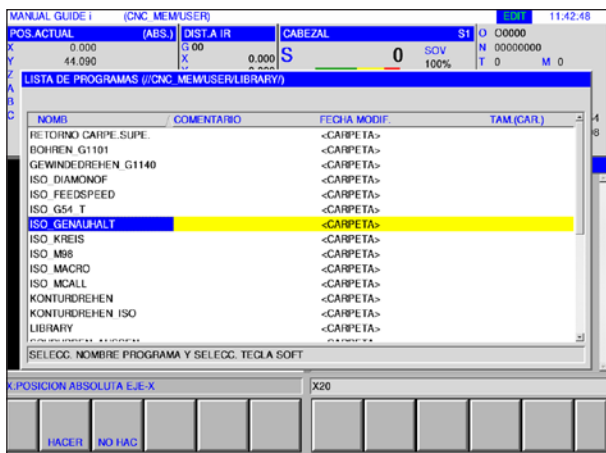 MANUAL GUIDE i (CNC_MEM/USER) EDIT 11:42:48
POS.ACTUAL (ABS.) DIST.A IR CABEZAL S1 O O0000
X 0.000 G 00 S 0 SOV 100% N 00000000
Y 44.090 X 0.000 T 0 M 0
Z
A
B
C
LISTA DE PROGRAMAS (//CNC_MEM/USER/LIBRARY/)
NOMB COMENTARIO FECHA MODIF. TAM.(CAR.)
RETORNO CARPE.SUPE. <CARPETA>
BOHREN_G1101 <CARPETA>
GEWINDEDREHEN_G1140 <CARPETA>
ISO_DIAMONOF <CARPETA>
ISO_FEEDSPEED <CARPETA>
ISO_G54_T <CARPETA>
ISO_GENAUHALT <CARPETA>
ISO_KREIS <CARPETA>
ISO_M98 <CARPETA>
ISO_MACRO <CARPETA>
ISO_MCALL <CARPETA>
KONTURDREHEN <CARPETA>
KONTURDREHEN_ISO <CARPETA>
LIBRARY <CARPETA>
SELECC. NOMBRE PROGRAMA Y SELECC. TECLA SOFT
X.POSICION ABSOLUTA EJE-X X20
HACER NO HAC